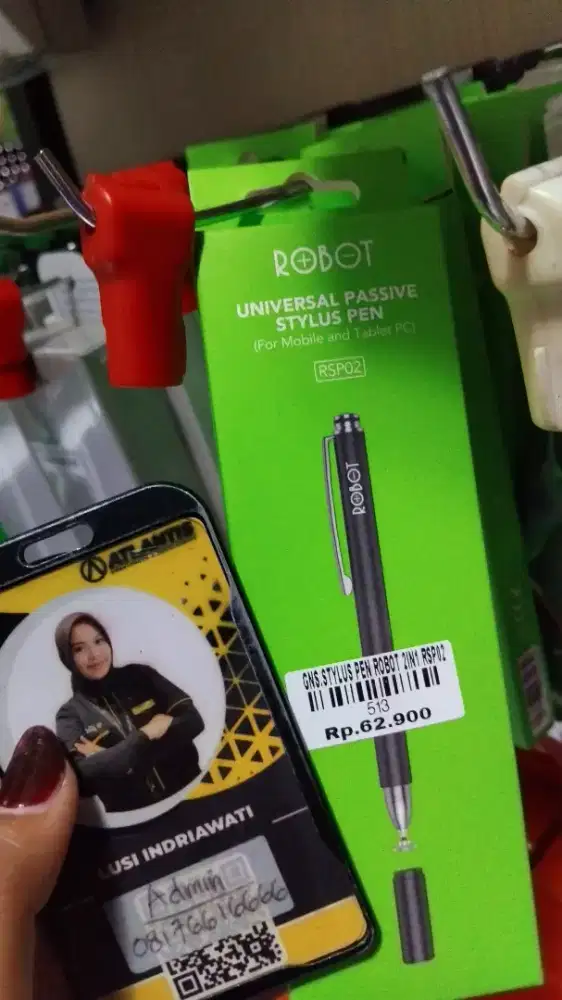 ROBOT
UNIVERSAL PASSIVE
STYLUS PEN
(For Mobile and Tablet PC)
RSP02
ROBOT
GNS.STYLUS PEN ROBOT 2IN1 RSP02
513
Rp.62.900
ATLANTIS
LUSI INDRIAWATI
Admin